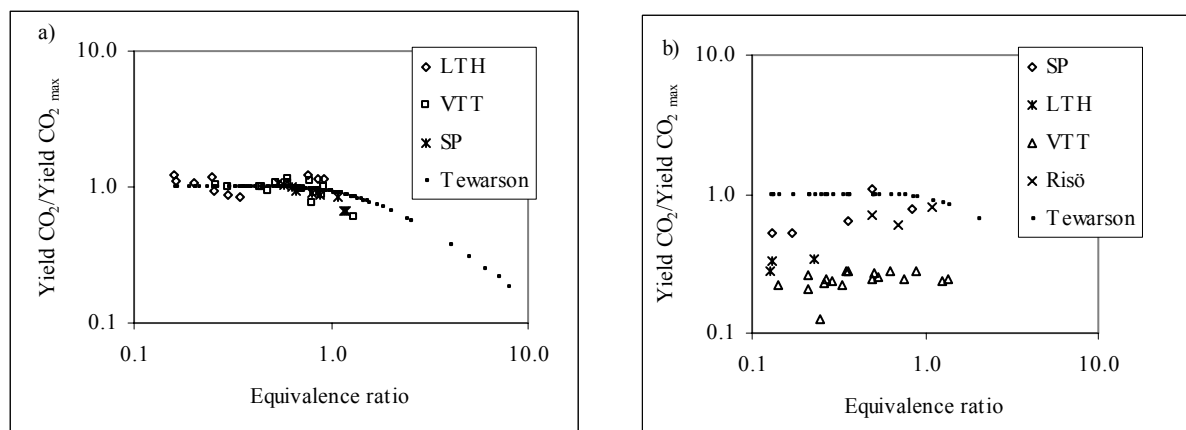 a)
Yield CO2/Yield CO2 max
10.0
1.0
0.1
0.1 1.0 10.0
Equivalence ratio
LTH
VTT
SP
Tewarson
b)
Yield CO2/Yield CO2 max
10.0
1.0
0.1
0.1 1.0 10.0
Equivalence ratio
SP
LTH
VTT
Risö
Tewarson